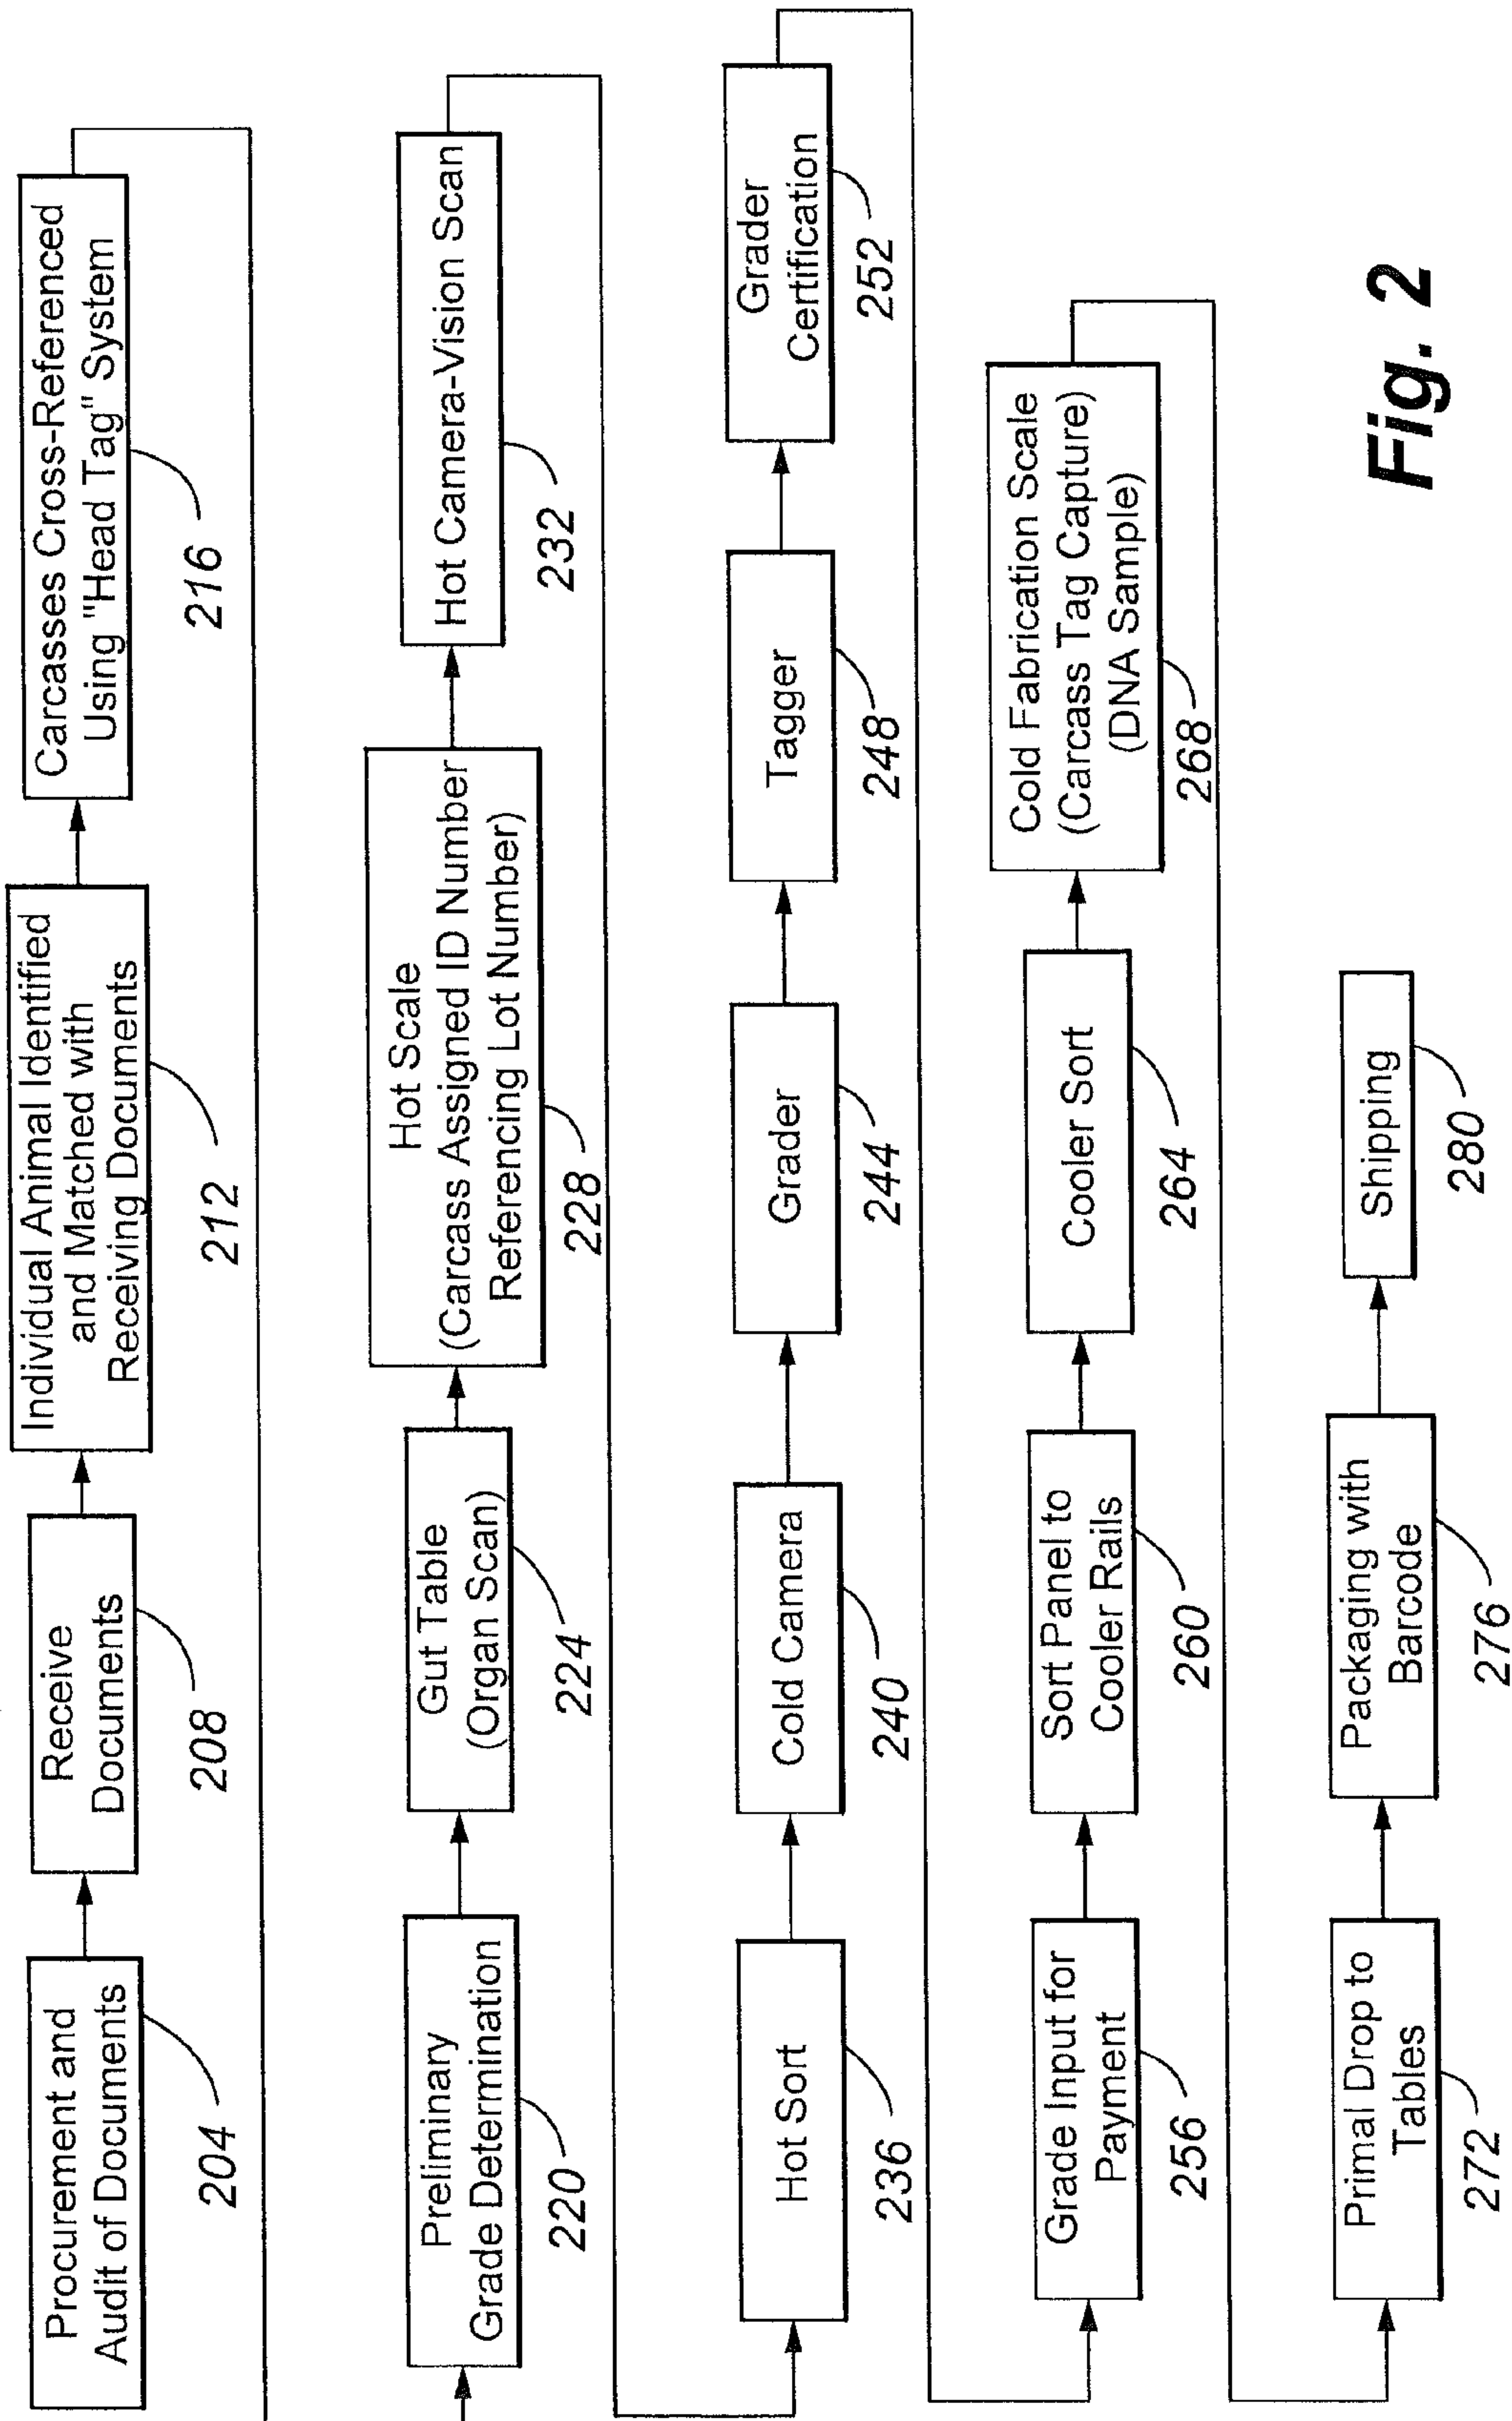 Procurement and
Audit of Documents
204
Receive
Documents
208
Individual Animal Identified
and Matched with
Receiving Documents
212
Carcasses Cross-Referenced
Using "Head Tag" System
216
Preliminary
Grade Determination
220
Gut Table
(Organ Scan)
224
Hot Scale
(Carcass Assigned ID Number
Referencing Lot Number)
228
Hot Camera-Vision Scan
232
Hot Sort
236
Cold Camera
240
Grader
244
Tagger
248
Grader
Certification
252
Grade Input for
Payment
256
Sort Panel to
Cooler Rails
260
Cooler Sort
264
Cold Fabrication Scale
(Carcass Tag Capture)
(DNA Sample)
268
Primal Drop to
Tables
272
Packaging with
Barcode
276
Shipping
280
Fig. 2